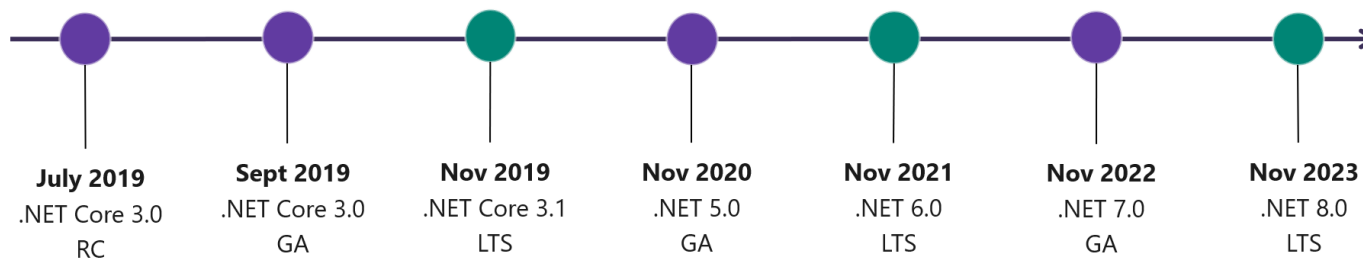 July 2019
.NET Core 3.0
RC
Sept 2019
.NET Core 3.0
GA
Nov 2019
.NET Core 3.1
LTS
Nov 2020
.NET 5.0
GA
Nov 2021
.NET 6.0
LTS
Nov 2022
.NET 7.0
GA
Nov 2023
.NET 8.0
LTS